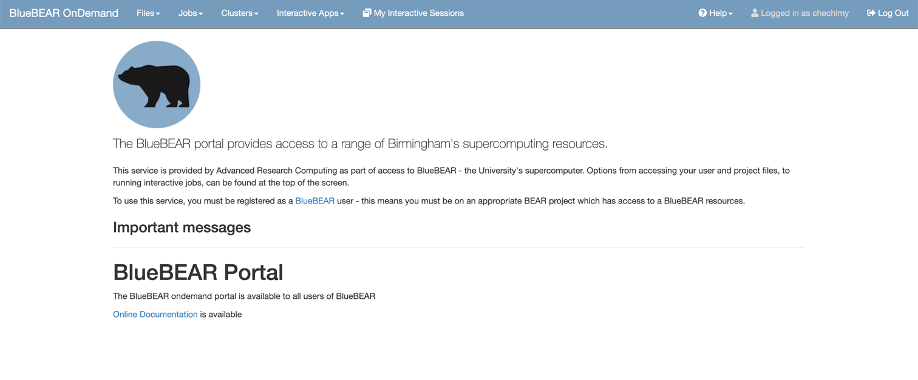 BlueBEAR OnDemand Files Jobs Clusters Interactive Apps My Interactive Sessions Help Logged in as chechlmy Log Out
The BlueBEAR portal provides access to a range of Birmingham's supercomputing resources.
This service is provided by Advanced Research Computing as part of access to BlueBEAR - the University's supercomputer. Options from accessing your user and project files, to
running interactive jobs, can be found at the top of the screen.
To use this service, you must be registered as a BlueBEAR user - this means you must be on an appropriate BEAR project which has access to a BlueBEAR resources.
Important messages
BlueBEAR Portal
The BlueBEAR ondemand portal is available to all users of BlueBEAR
Online Documentation is available